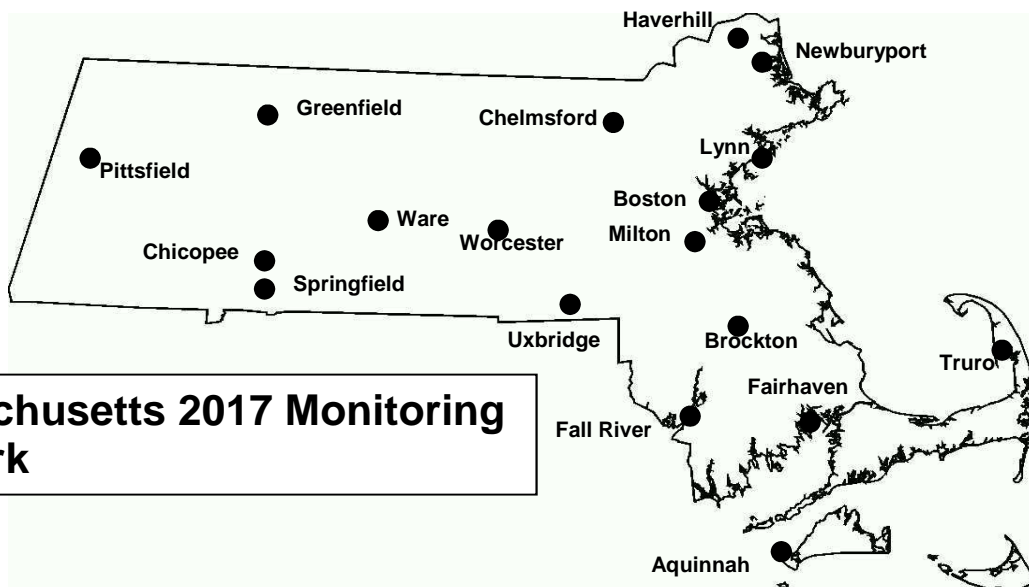 Haverhill
Newburyport
Greenfield
Chelmsford
Lynn
Pittsfield
Boston
Ware
Milton
Worcester
Chicopee
Springfield
Uxbridge
Brockton
Truro
Fairhaven
Fall River
chusetts 2017 Monitoring
rk
Aquinnah